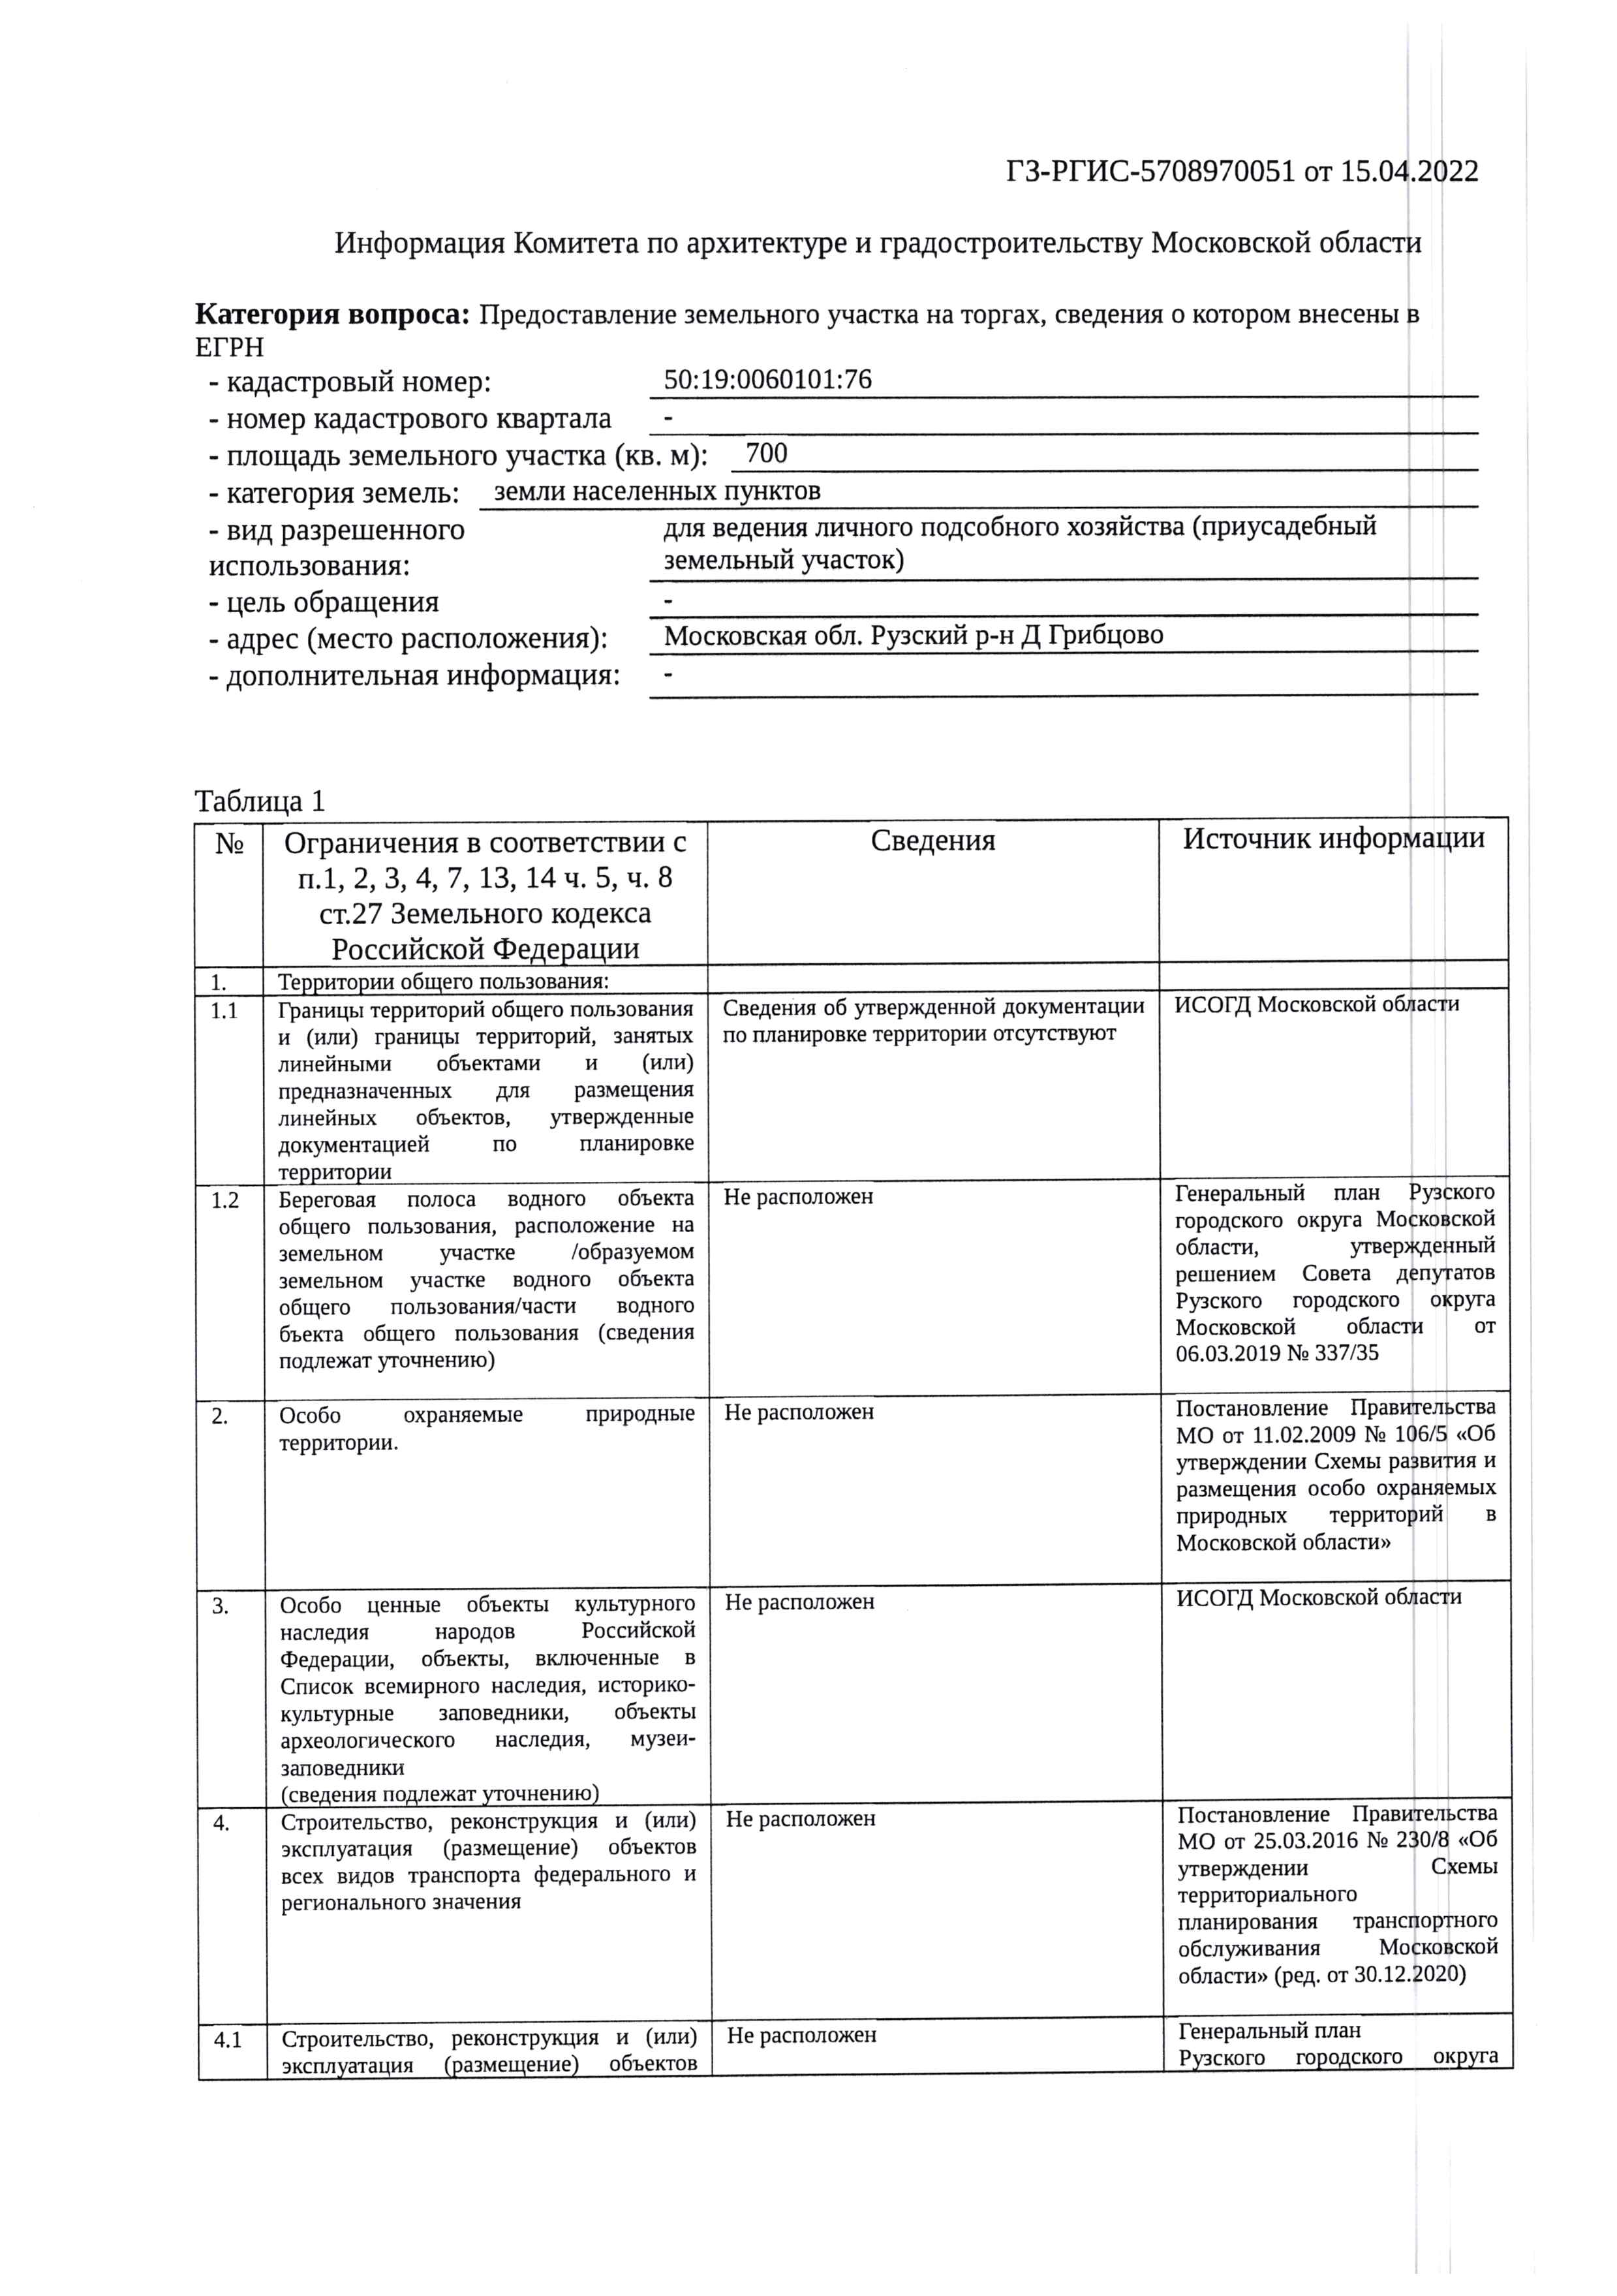 ГЗ-РГИС-5708970051 от 15.04.2022
Информация Комитета по архитектуре и градостроительству Московской области
Категория вопроса: Предоставление земельного участка на торгах, сведения о котором внесены в
ЕГРН
- кадастровый номер: 50:19:0060101:76
- номер кадастрового квартала -
- площадь земельного участка (кв. м): 700
- категория земель: земли населенных пунктов
- вид разрешенного
использования:
для ведения личного подсобного хозяйства (приусадебный
земельный участок)
- цель обращения -
- адрес (место расположения): Московская обл. Рузский р-н Д Грибцово
- дополнительная информация: -
Таблица 1
№
Ограничения в соответствии с
п.1, 2, 3, 4, 7, 13, 14 ч. 5, ч. 8
ст.27 Земельного кодекса
Российской Федерации
Сведения
Источник информации
1.
Территории общего пользования:
1.1
Границы территорий общего пользования
и (или) границы территорий, занятых
линейными объектами и (или)
предназначенных для размещения
линейных объектов, утвержденные
документацией по планировке
территории
Сведения об утвержденной документации
по планировке территории отсутствуют
ИСОГД Московской области
1.2
Береговая полоса водного объекта
общего пользования, расположение на
земельном участке /образуемом
земельном участке водного объекта
общего пользования/части водного
бъекта общего пользования (сведения
подлежат уточнению)
Не расположен
Генеральный план Рузского
городского округа Московской
области, утвержденный
решением Совета депутатов
Рузского городского округа
Московской области от
06.03.2019 № 337/35
2.
Особо охраняемые природные
территории.
Не расположен
Постановление Правительства
МО от 11.02.2009 № 106/5 «Об
утверждении Схемы развития и
размещения особо охраняемых
природных территорий в
Московской области»
3.
Особо ценные объекты культурного
наследия народов Российской
Федерации, объекты, включенные в
Список всемирного наследия, историко-
культурные заповедники, объекты
археологического наследия, музеи-
заповедники
(сведения подлежат уточнению)
Не расположен
ИСОГД Московской области
4.
Строительство, реконструкция и (или)
эксплуатация (размещение) объектов
всех видов транспорта федерального и
регионального значения
Не расположен
Постановление Правительства
МО от 25.03.2016 № 230/8 «Об
утверждении Схемы
территориального
планирования транспортного
обслуживания Московской
области» (ред. от 30.12.2020)
4.1
Строительство, реконструкция и (или)
эксплуатация (размещение) объектов
Не расположен
Генеральный план
Рузского городского округа